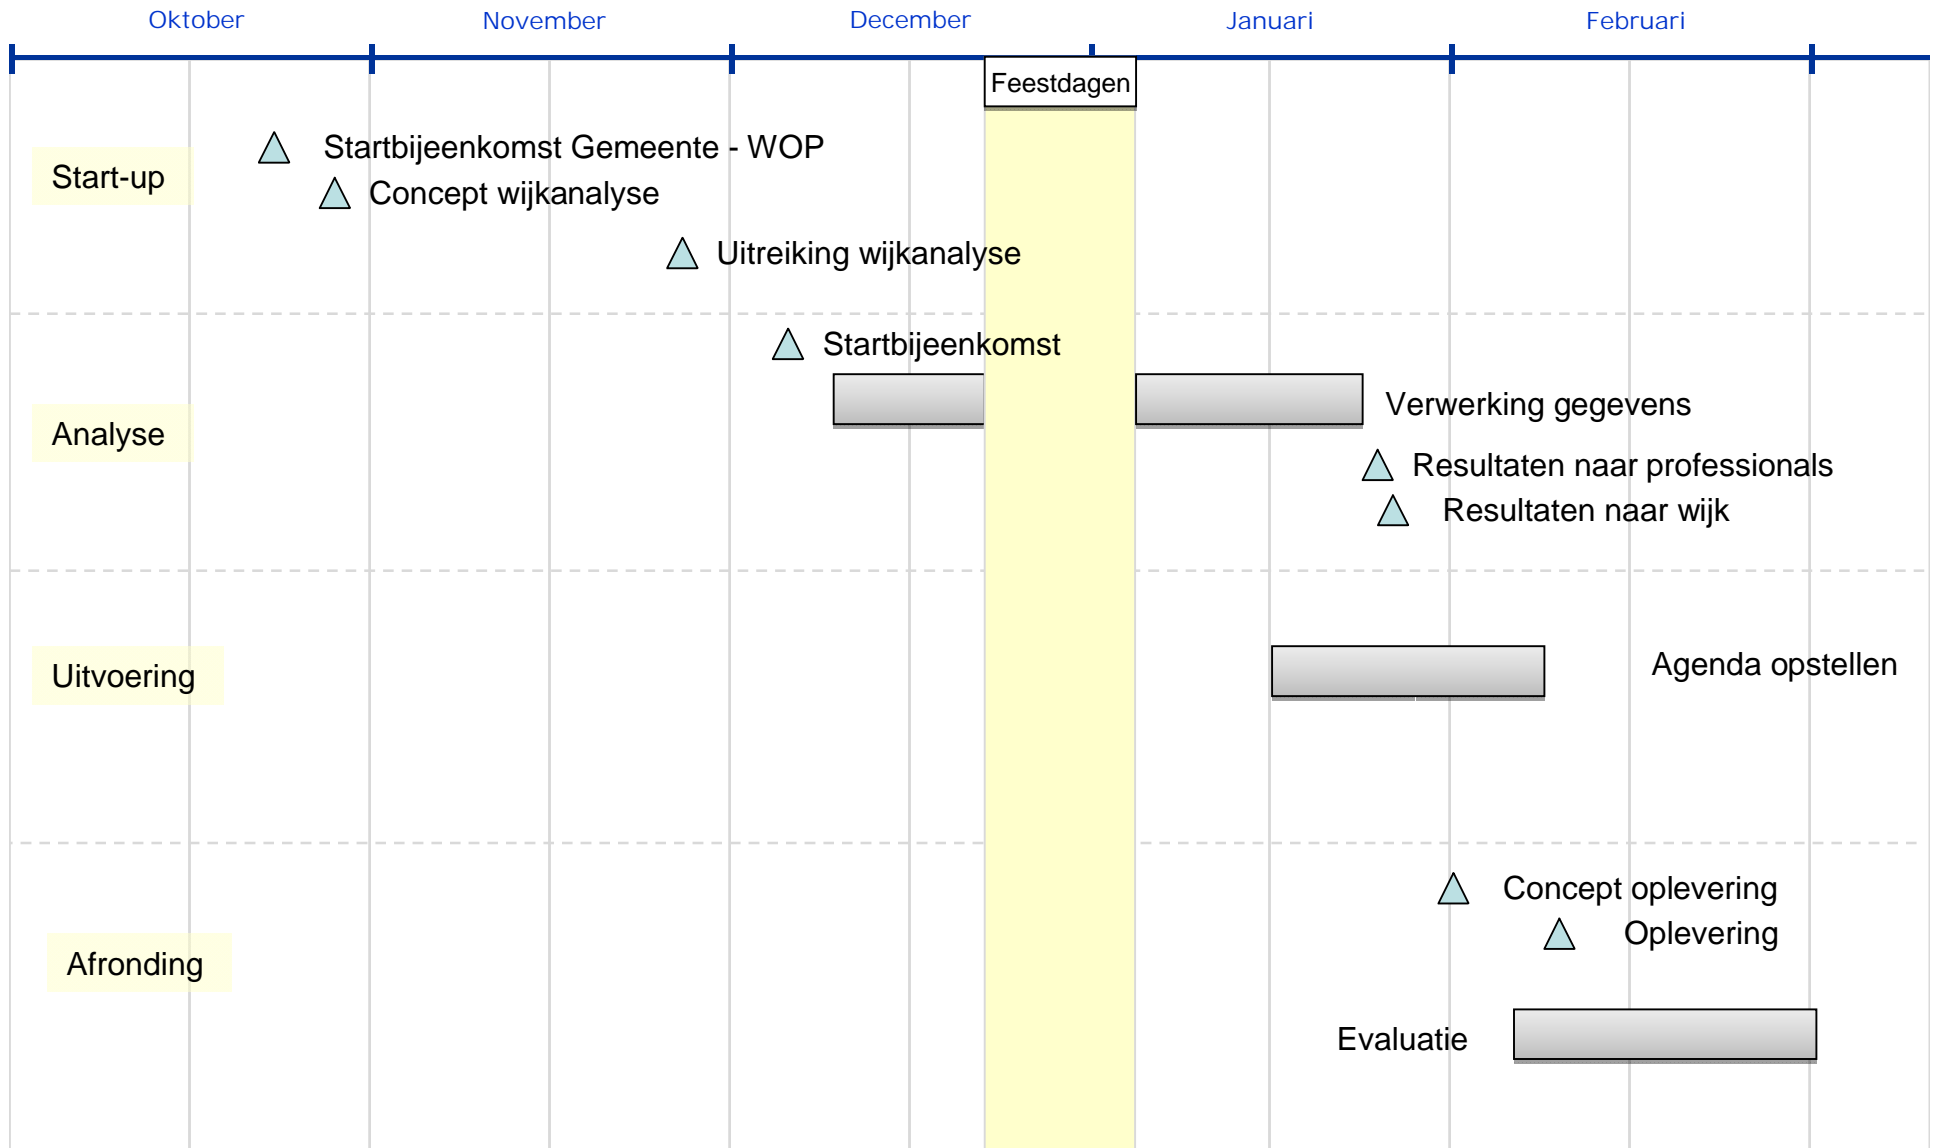 Oktober
November
December
Januari
Februari
Feestdagen
Start-up
Startbijeenkomst Gemeente - WOP
Concept wijkanalyse
Uitreiking wijkanalyse
Analyse
Startbijeenkomst
Verwerking gegevens
Resultaten naar professionals
Resultaten naar wijk
Uitvoering
Agenda opstellen
Afronding
Concept oplevering
Oplevering
Evaluatie